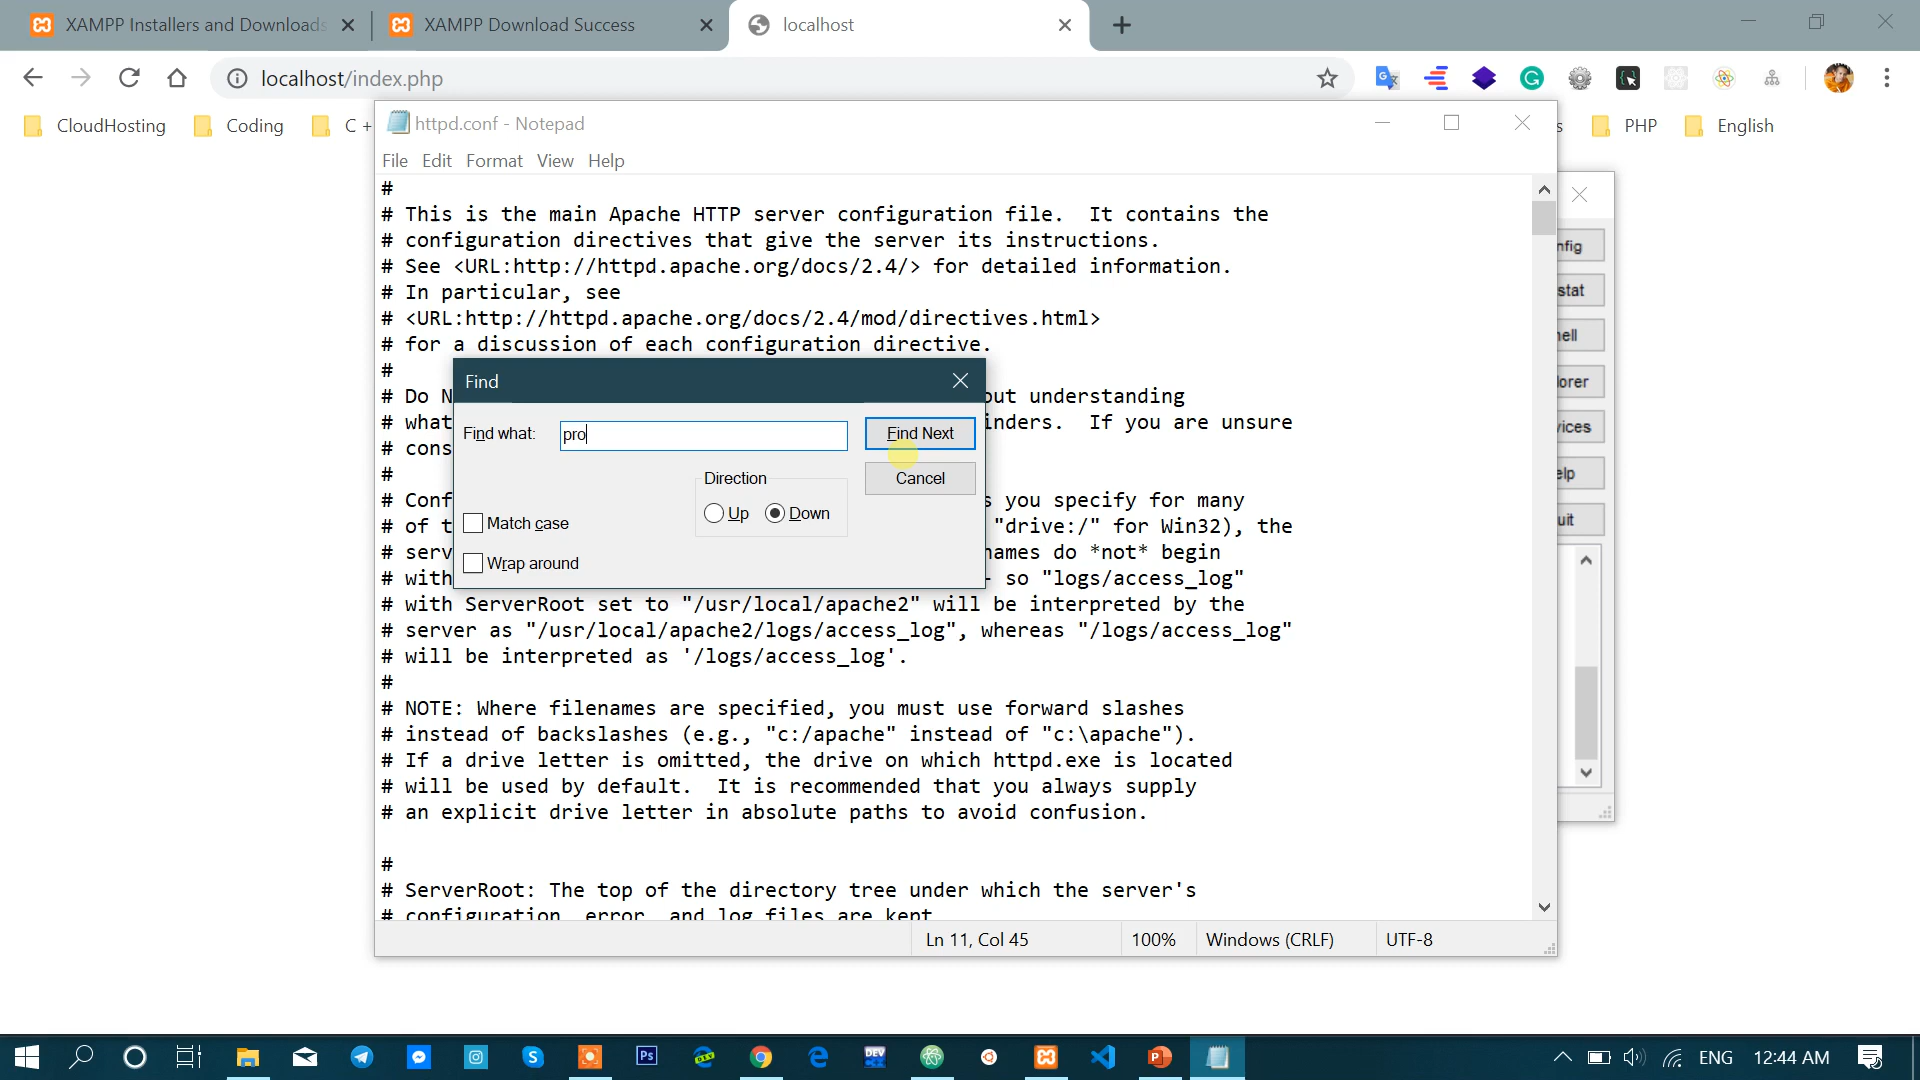 XAMPP Installers and Downloads
XAMPP Download Success
localhost
localhost/index.php
CloudHosting
Coding
C +
s
PHP
English
httpd.conf - Notepad
File Edit Format View Help
#
# This is the main Apache HTTP server configuration file.  It contains the
# configuration directives that give the server its instructions.
# See <URL:http://httpd.apache.org/docs/2.4/> for detailed information.
# In particular, see
# <URL:http://httpd.apache.org/docs/2.4/mod/directives.html>
# for a discussion of each configuration directive.
#
# Do N
out understanding
# what
inders.  If you are unsure
# cons
#
# Conf
s you specify for many
# of t
"drive:/" for Win32), the
# serv
names do *not* begin
# with
- so "logs/access_log"
# with ServerRoot set to "/usr/local/apache2" will be interpreted by the
# server as "/usr/local/apache2/logs/access_log", whereas "/logs/access_log"
# will be interpreted as '/logs/access_log'.
#
# NOTE: Where filenames are specified, you must use forward slashes
# instead of backslashes (e.g., "c:/apache" instead of "c:\apache").
# If a drive letter is omitted, the drive on which httpd.exe is located
# will be used by default.  It is recommended that you always supply
# an explicit drive letter in absolute paths to avoid confusion.
#
# ServerRoot: The top of the directory tree under which the server's
# configuration, error, and log files are kept.
Find
Find what:
pro
Find Next
Cancel
Direction
Up
Down
Match case
Wrap around
nfig
stat
hell
lorer
vices
elp
uit
Ln 11, Col 45
100%
Windows (CRLF)
UTF-8
Ps
DEV
ENG
12:44 AM